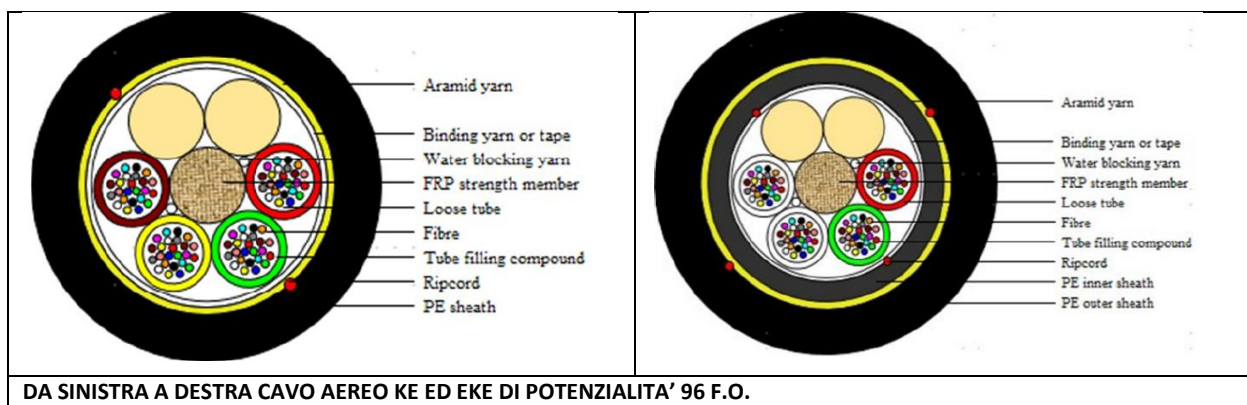 Aramid yarn
Binding yarn or tape
Water blocking yarn
FRP strength member
Loose tube
Fibre
Tube filling compound
Ripcord
PE sheath
Aramid yarn
Binding yarn or tape
Water blocking yarn
FRP strength member
Loose tube
Fibre
Tube filling compound
Ripcord
PE inner sheath
PE outer sheath
DA SINISTRA A DESTRA CAVO AEREO KE ED EKE DI POTENZIALITA’ 96 F.O.